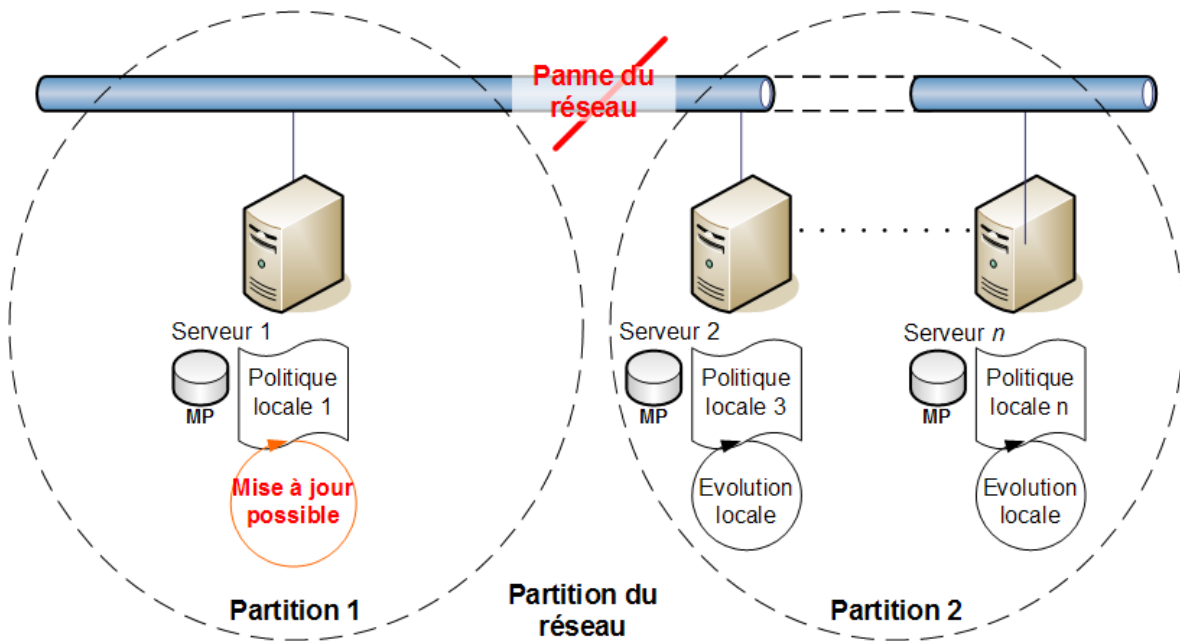 Panne du
réseau
Serveur 1
Serveur 2
Serveur n
MP
Politique
locale 1
MP
Politique
locale 3
MP
Politique
locale n
Mise à jour
possible
Evolution
locale
Evolution
locale
Partition 1
Partition du
réseau
Partition 2